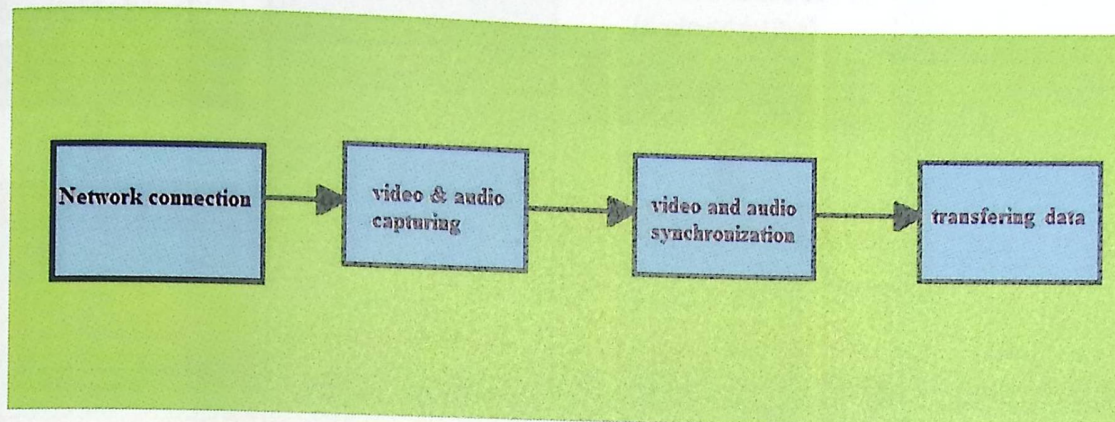 Network connection
video & audio
capturing
video and audio
synchronization
transfering data